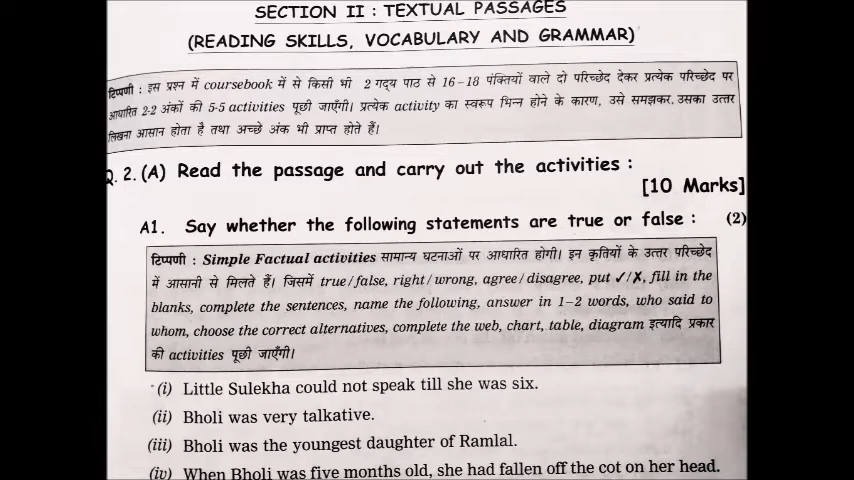 SECTION II : TEXTUAL PASSAGES
(READING SKILLS, VOCABULARY AND GRAMMAR)
टिप्पणी : इस प्रश्न में coursebook में से किसी भी 2 गद्य पाठ से 16–18 पंक्तियों वाले दो परिच्छेद देकर प्रत्येक परिच्छेद पर
आधारित 2-2 अंकों की 5-5 activities पूछी जाएँगी। प्रत्येक activity का स्वरूप भिन्न होने के कारण, उसे समझकर, उसका उत्तर
लिखना आसान होता है तथा अच्छे अंक भी प्राप्त होते हैं।
Q. 2. (A) Read the passage and carry out the activities :
[10 Marks]
A1. Say whether the following statements are true or false : (2)
टिप्पणी : Simple Factual activities सामान्य घटनाओं पर आधारित होगी। इन कृतियों के उत्तर परिच्छेद
में आसानी से मिलते हैं। जिसमें true/false, right/wrong, agree/disagree, put ✓/✗, fill in the
blanks, complete the sentences, name the following, answer in 1–2 words, who said to
whom, choose the correct alternatives, complete the web, chart, table, diagram इत्यादि प्रकार
की activities पूछी जाएँगी।
(i) Little Sulekha could not speak till she was six.
(ii) Bholi was very talkative.
(iii) Bholi was the youngest daughter of Ramlal.
(iv) When Bholi was five months old, she had fallen off the cot on her head.